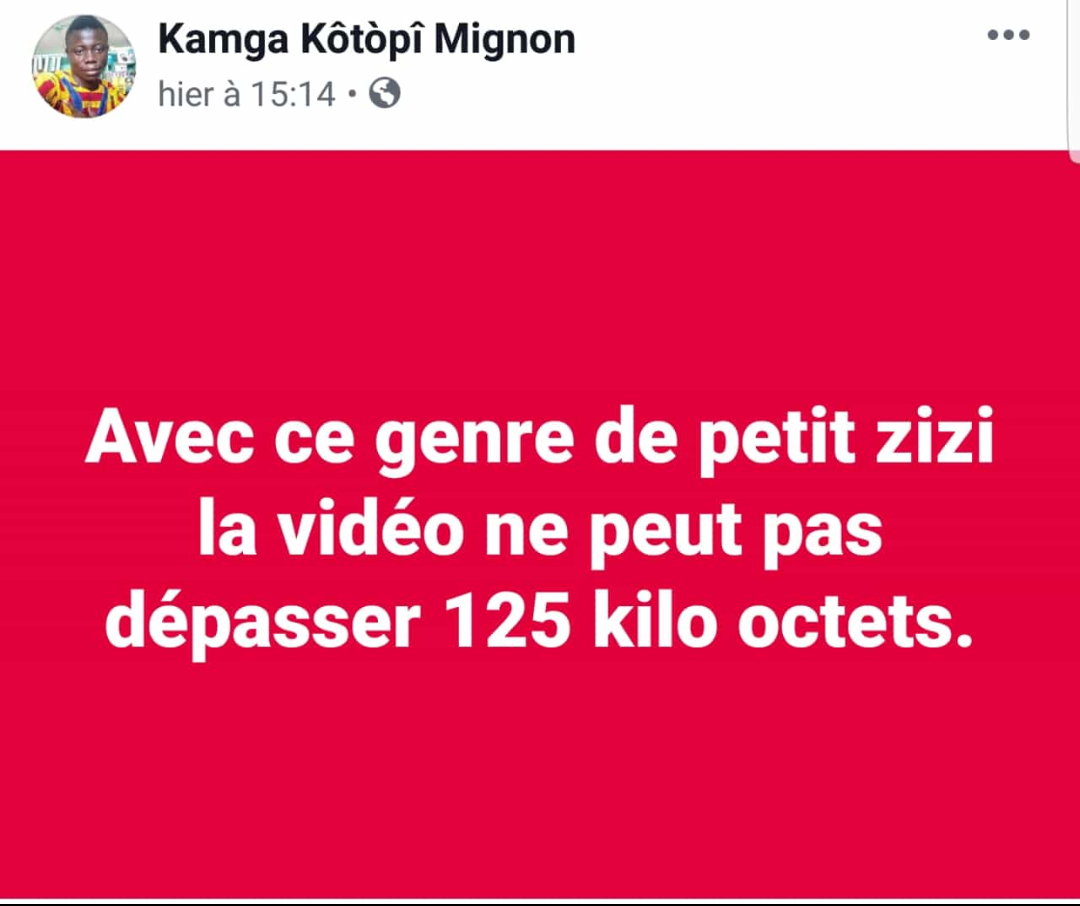 Kamga Kôtòpî Mignon
hier à 15:14 •
Avec ce genre de petit zizi
la vidéo ne peut pas
dépasser 125 kilo octets.